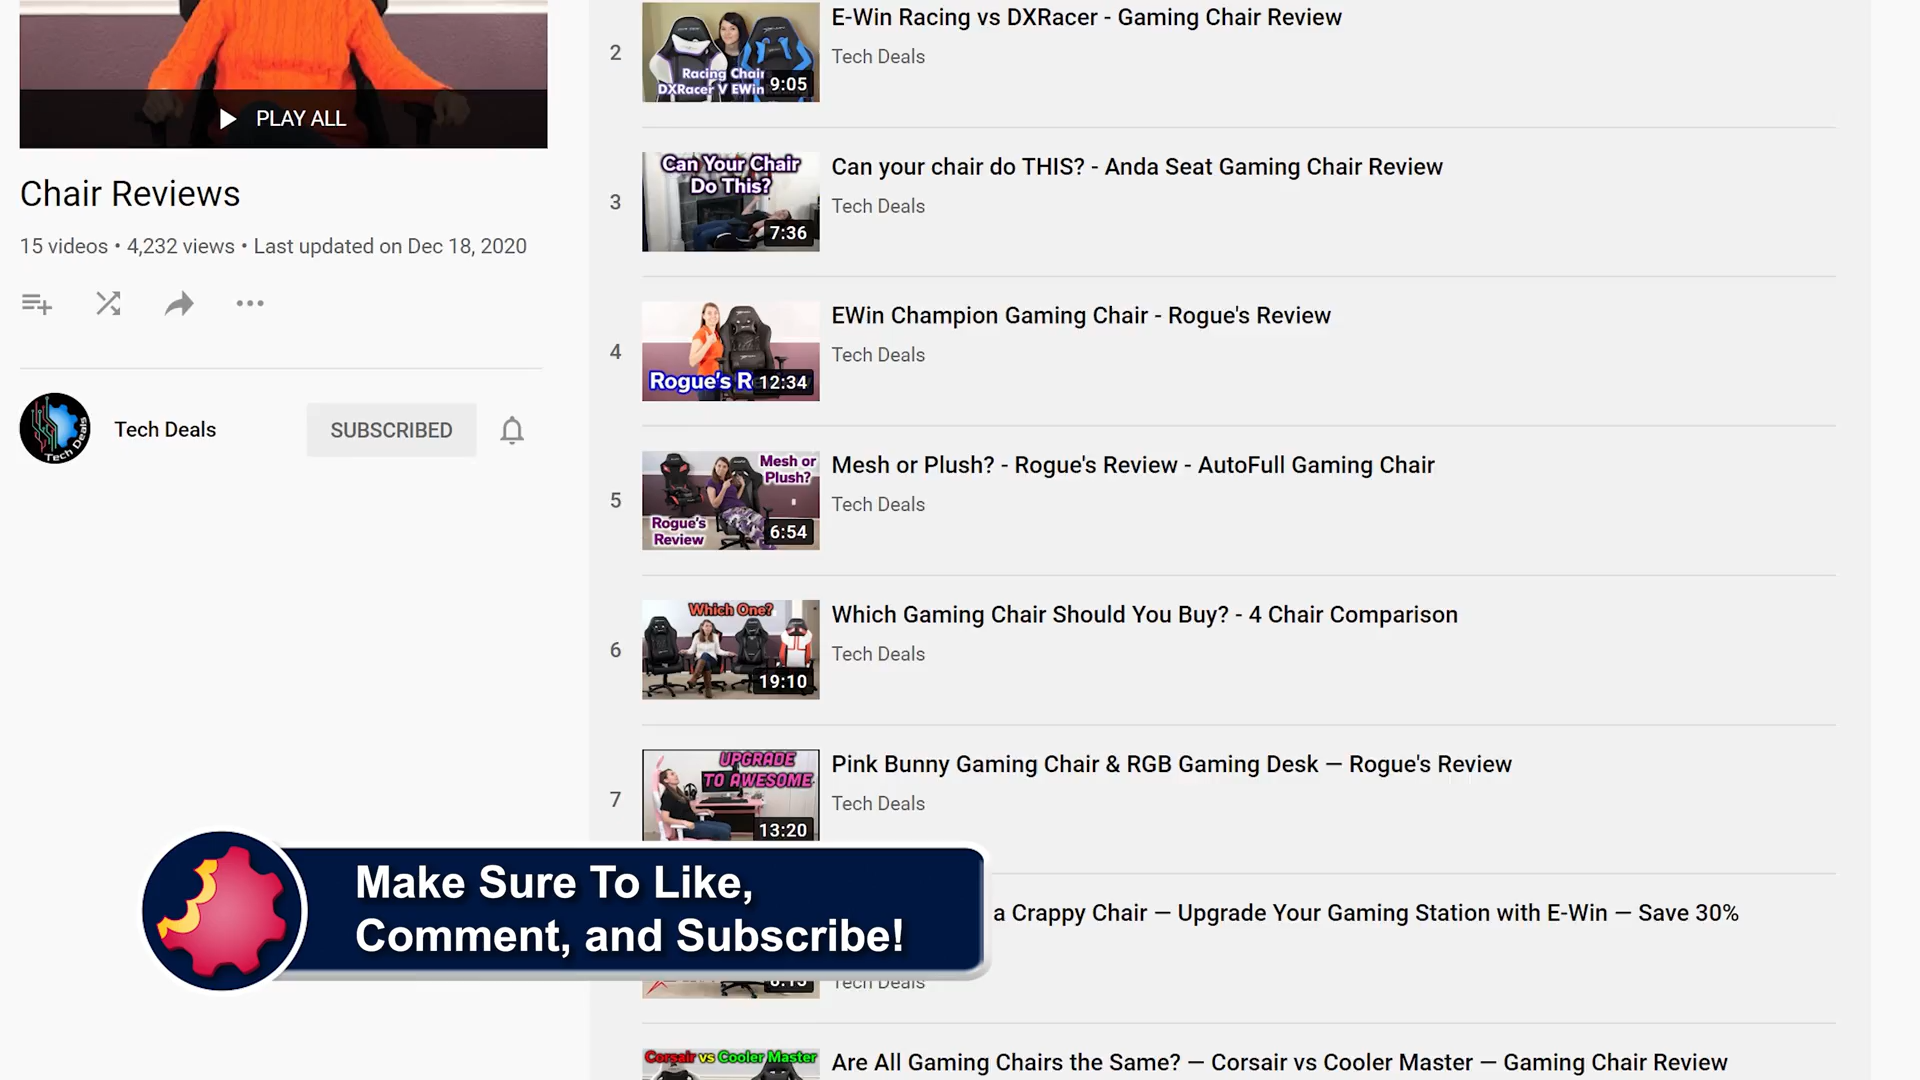 PLAY ALL
Chair Reviews
15 videos • 4,232 views • Last updated on Dec 18, 2020
Tech Deals
Tech Deals
SUBSCRIBED
2
Racing Chair
DXRacer V EWin
9:05
E-Win Racing vs DXRacer - Gaming Chair Review
Tech Deals
3
Can Your Chair
Do This?
7:36
Can your chair do THIS? - Anda Seat Gaming Chair Review
Tech Deals
4
Rogue's R
12:34
EWin Champion Gaming Chair - Rogue's Review
Tech Deals
5
Mesh or
Plush?
Rogue's
Review
6:54
Mesh or Plush? - Rogue's Review - AutoFull Gaming Chair
Tech Deals
6
Which One?
19:10
Which Gaming Chair Should You Buy? - 4 Chair Comparison
Tech Deals
7
UPGRADE
TO AWESOME
13:20
Pink Bunny Gaming Chair & RGB Gaming Desk — Rogue's Review
Tech Deals
Make Sure To Like,
Comment, and Subscribe!
a Crappy Chair — Upgrade Your Gaming Station with E-Win — Save 30%
Tech Deals
Corsair vs Cooler Master
Are All Gaming Chairs the Same? — Corsair vs Cooler Master — Gaming Chair Review